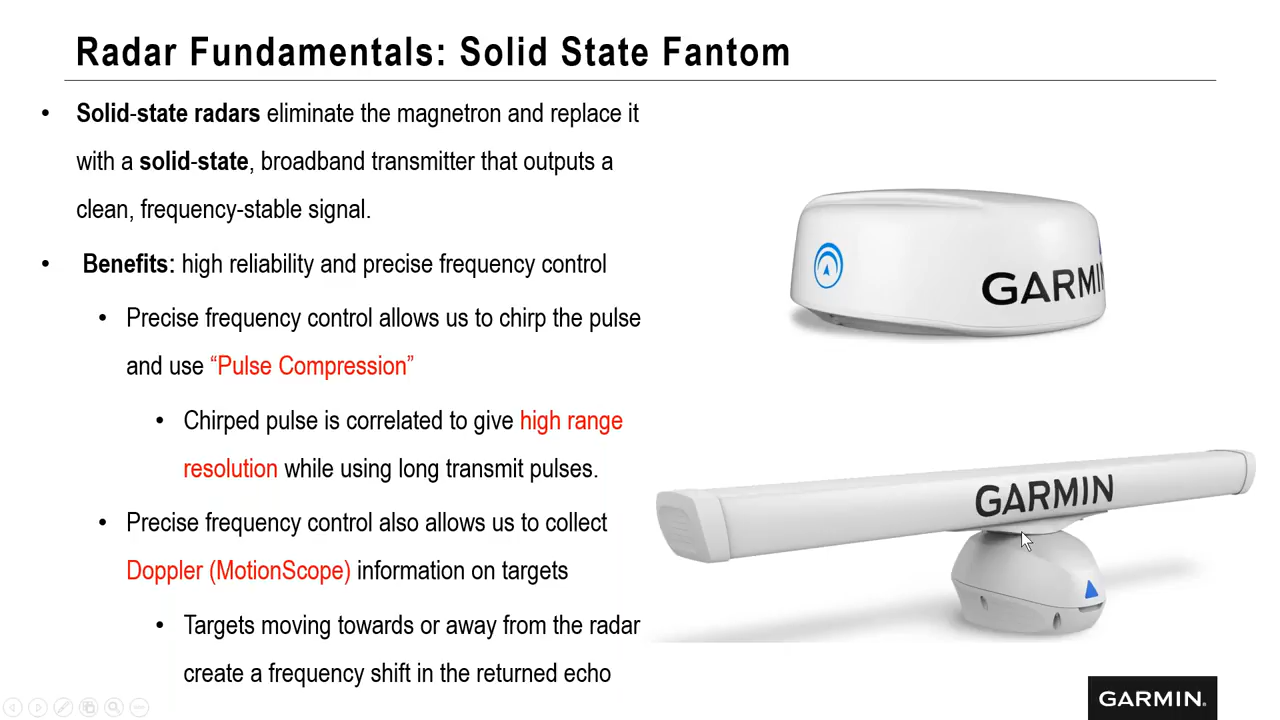 Radar Fundamentals: Solid State Fantom
• Solid-state radars eliminate the magnetron and replace it
with a solid-state, broadband transmitter that outputs a
clean, frequency-stable signal.
• Benefits: high reliability and precise frequency control
• Precise frequency control allows us to chirp the pulse
and use “Pulse Compression”
• Chirped pulse is correlated to give high range
resolution while using long transmit pulses.
• Precise frequency control also allows us to collect
Doppler (MotionScope) information on targets
• Targets moving towards or away from the radar
create a frequency shift in the returned echo
GARMIN
GARMIN
GARMIN.